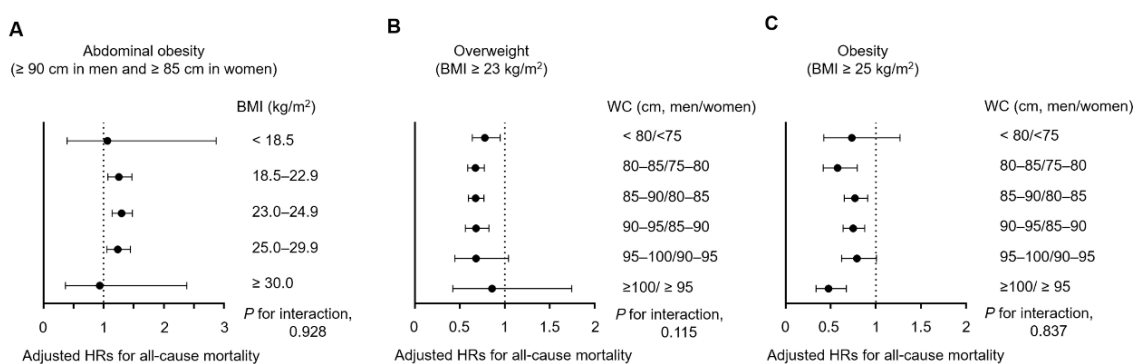 A
Abdominal obesity
(≥ 90 cm in men and ≥ 85 cm in women)
BMI (kg/m²)
< 18.5
18.5–22.9
23.0–24.9
25.0–29.9
≥ 30.0
P for interaction,
0.928
0 1 2 3
Adjusted HRs for all-cause mortality
B
Overweight
(BMI ≥ 23 kg/m²)
WC (cm, men/women)
< 80/<75
80–85/75–80
85–90/80–85
90–95/85–90
95–100/90–95
≥100/ ≥ 95
P for interaction,
0.115
0 0.5 1 1.5 2
Adjusted HRs for all-cause mortality
C
Obesity
(BMI ≥ 25 kg/m²)
WC (cm, men/women)
< 80/<75
80–85/75–80
85–90/80–85
90–95/85–90
95–100/90–95
≥100/ ≥ 95
P for interaction,
0.837
0 0.5 1 1.5 2
Adjusted HRs for all-cause mortality